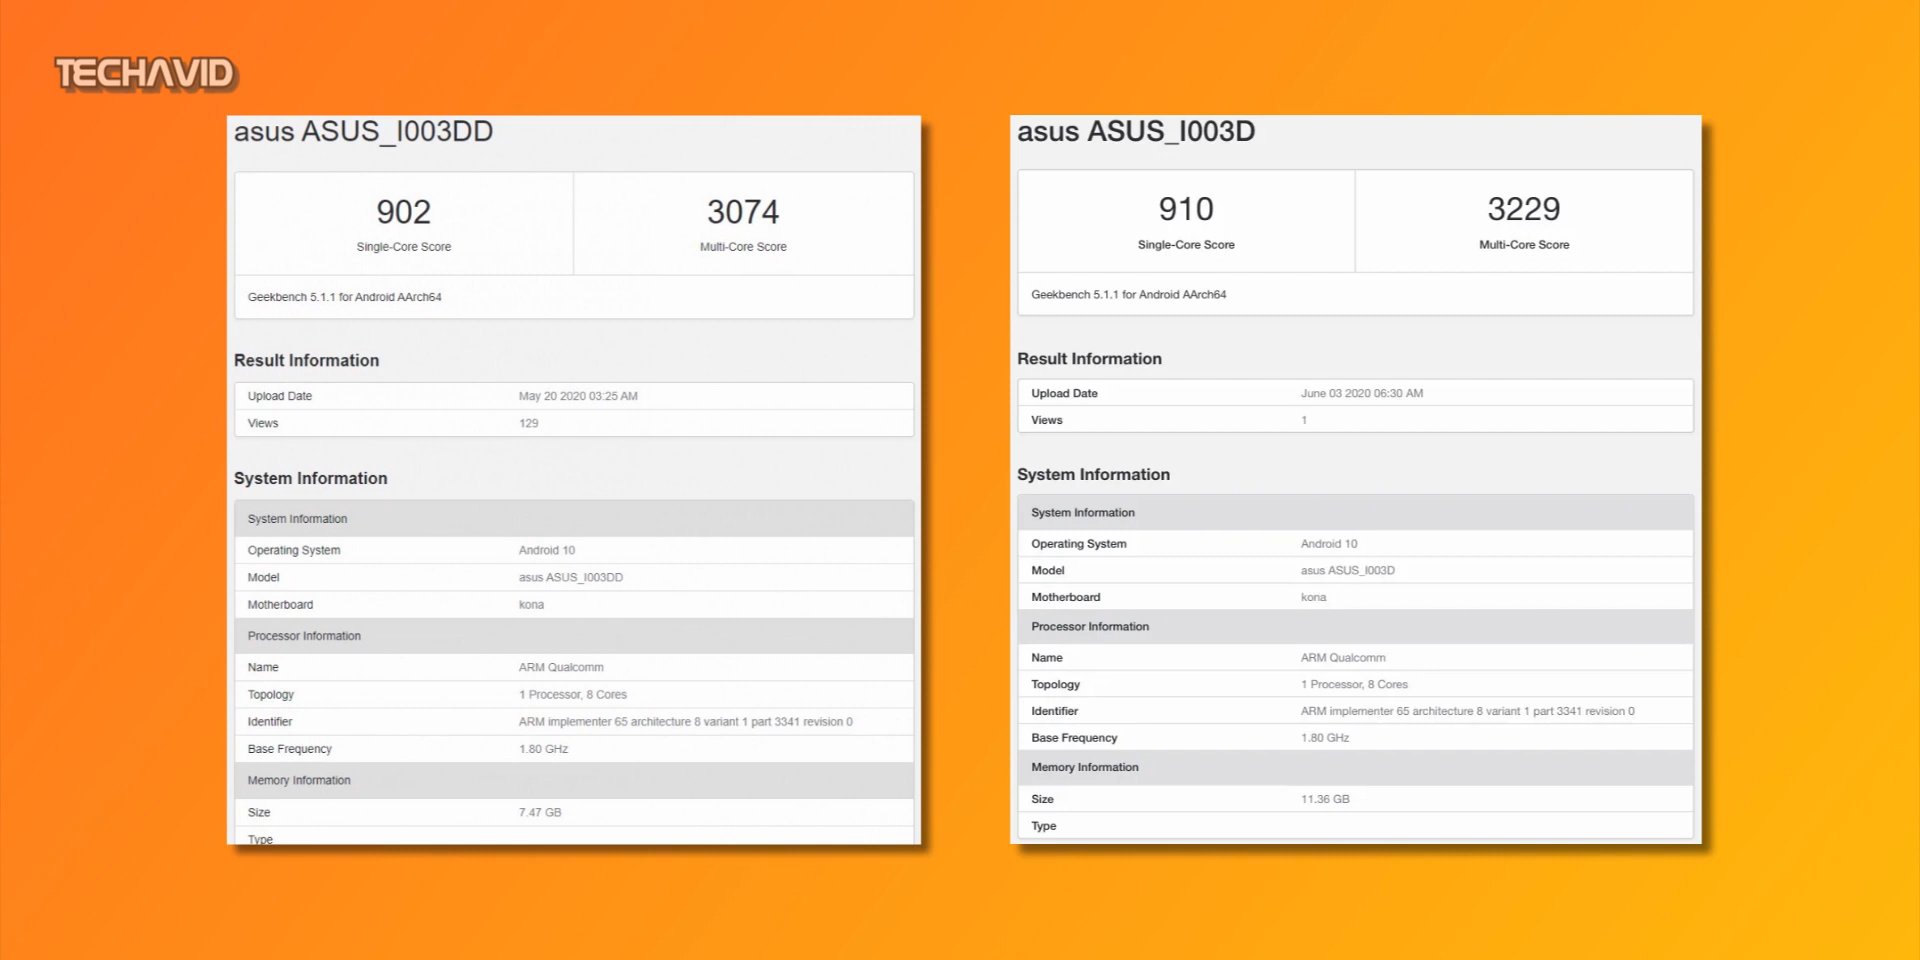 TECHAVID
asus ASUS_I003DD
902
Single-Core Score
3074
Multi-Core Score
Geekbench 5.1.1 for Android AArch64
Result Information
Upload Date May 20 2020 03:25 AM
Views 129
System Information
System Information
Operating System Android 10
Model asus ASUS_I003DD
Motherboard kona
Processor Information
Name ARM Qualcomm
Topology 1 Processor, 8 Cores
Identifier ARM implementer 65 architecture 8 variant 1 part 3341 revision 0
Base Frequency 1.80 GHz
Memory Information
Size 7.47 GB
Type
asus ASUS_I003D
910
Single-Core Score
3229
Multi-Core Score
Geekbench 5.1.1 for Android AArch64
Result Information
Upload Date June 03 2020 06:30 AM
Views 1
System Information
System Information
Operating System Android 10
Model asus ASUS_I003D
Motherboard kona
Processor Information
Name ARM Qualcomm
Topology 1 Processor, 8 Cores
Identifier ARM implementer 65 architecture 8 variant 1 part 3341 revision 0
Base Frequency 1.80 GHz
Memory Information
Size 11.36 GB
Type